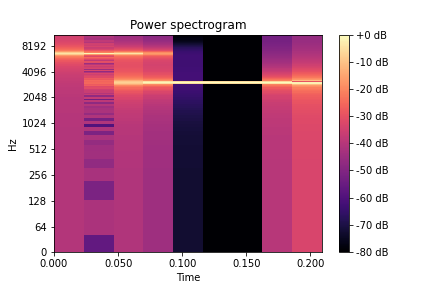 Power spectrogram
Hz
8192
4096
2048
1024
512
256
128
64
0
0.000 0.050 0.100 0.150 0.200
Time
+0 dB
-10 dB
-20 dB
-30 dB
-40 dB
-50 dB
-60 dB
-70 dB
-80 dB